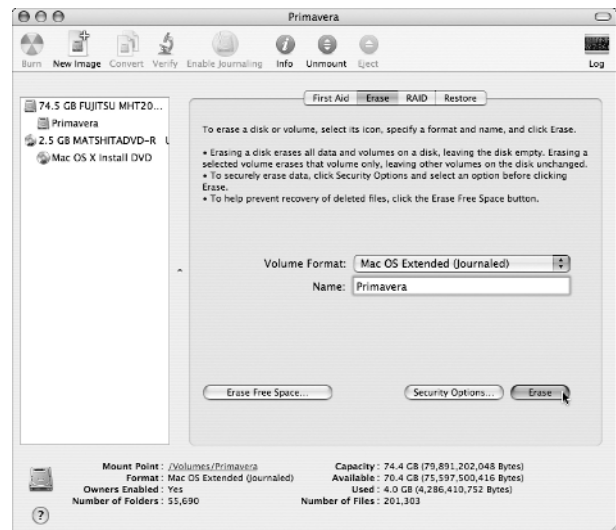 Primavera
Burn New Image Convert Verify Enable Journaling Info Unmount Eject Log
74.5 GB FUJITSU MHT20...
Primavera
2.5 GB MATSHITADVD-R U
Mac OS X Install DVD
First Aid Erase RAID Restore
To erase a disk or volume, select its icon, specify a format and name, and click Erase.
• Erasing a disk erases all data and volumes on a disk, leaving the disk empty. Erasing a
selected volume erases that volume only, leaving other volumes on the disk unchanged.
• To securely erase data, click Security Options and select an option before clicking
Erase.
• To help prevent recovery of deleted files, click the Erase Free Space button.
Volume Format: Mac OS Extended (Journaled)
Name: Primavera
Erase Free Space... Security Options... Erase
Mount Point : /Volumes/Primavera
Format : Mac OS Extended (Journaled)
Owners Enabled : Yes
Number of Folders : 55,690
Capacity : 74.4 GB (79,891,202,048 Bytes)
Available : 70.4 GB (75,597,500,416 Bytes)
Used : 4.0 GB (4,286,410,752 Bytes)
Number of Files : 201,303
?